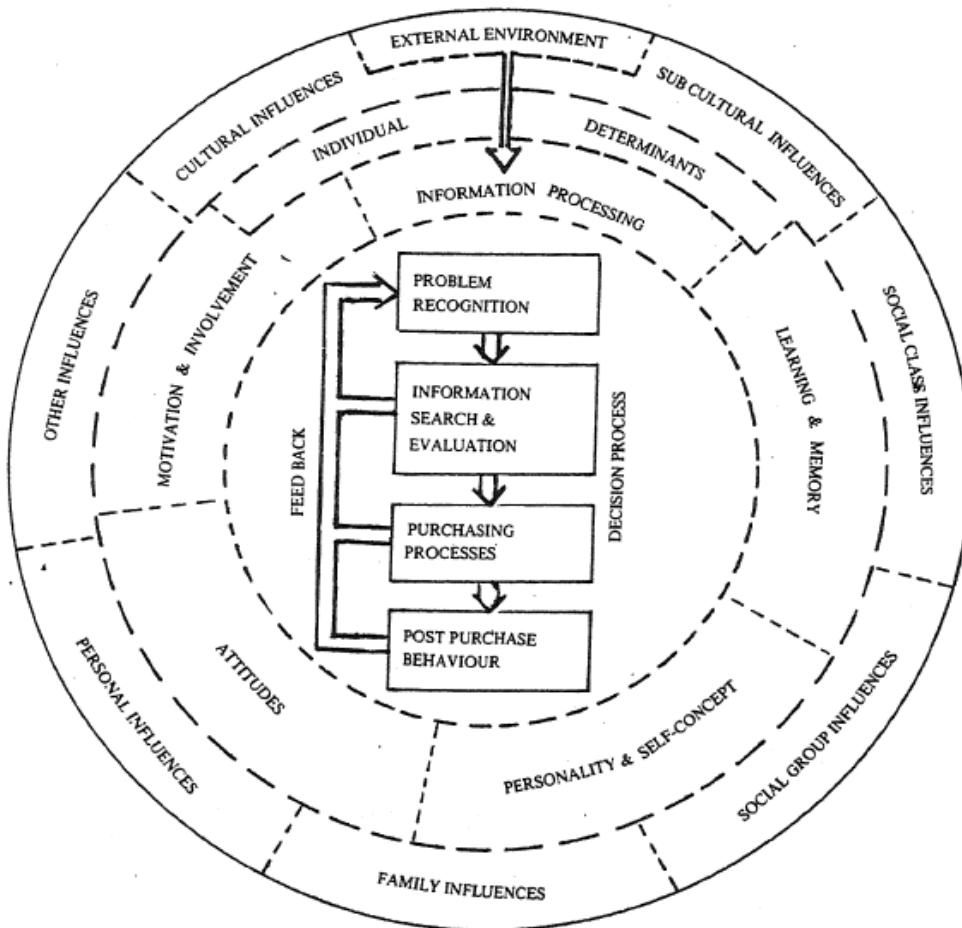 EXTERNAL ENVIRONMENT
CULTURAL INFLUENCES
SUB CULTURAL INFLUENCES
INDIVIDUAL
DETERMINANTS
INFORMATION PROCESSING
OTHER INFLUENCES
MOTIVATION & INVOLVEMENT
PROBLEM
RECOGNITION
INFORMATION
SEARCH &
EVALUATION
PURCHASING
PROCESSES
POST PURCHASE
BEHAVIOUR
FEED BACK
DECISION PROCESS
LEARNING & MEMORY
SOCIAL CLASS INFLUENCES
ATTITUDES
PERSONALITY & SELF-CONCEPT
PERSONAL INFLUENCES
SOCIAL GROUP INFLUENCES
FAMILY INFLUENCES